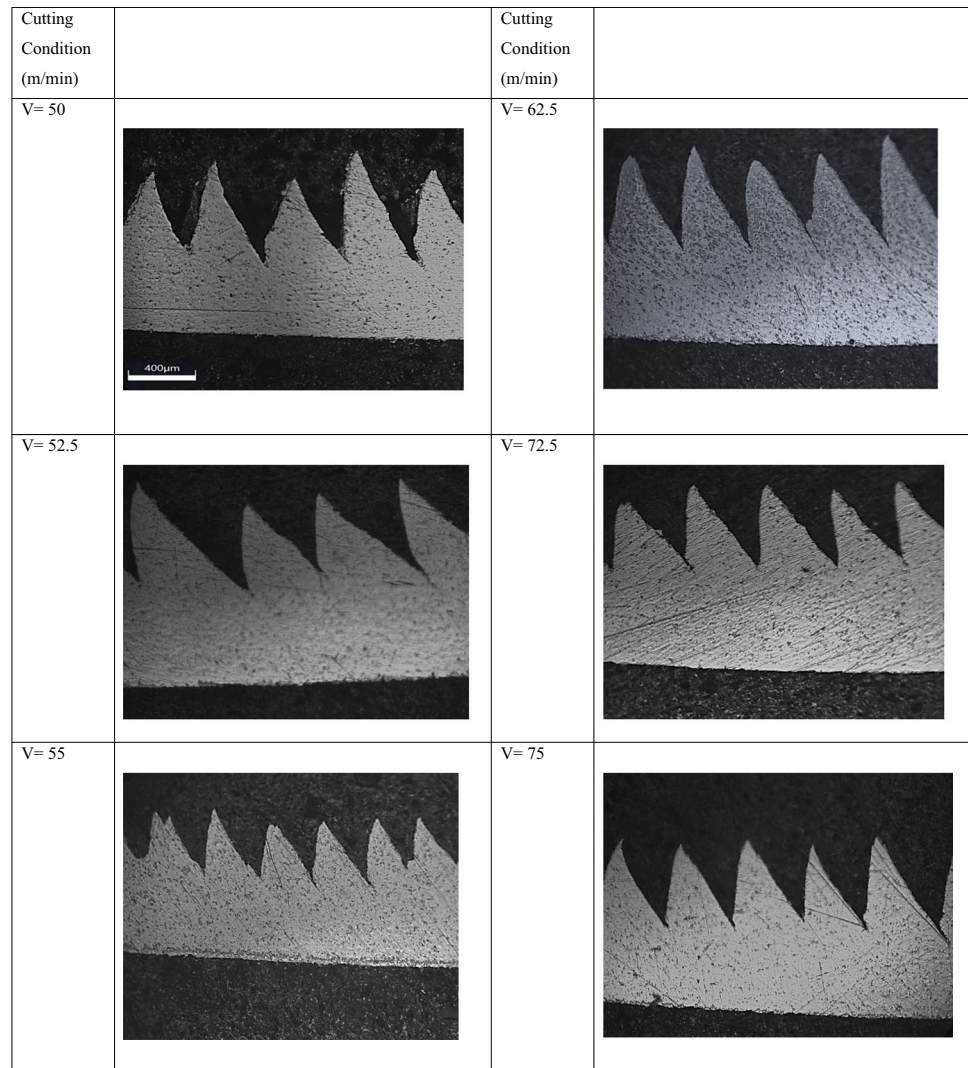 Cutting
Condition
(m/min)
Cutting
Condition
(m/min)
V= 50
V= 62.5
400µm
V= 52.5
V= 72.5
V= 55
V= 75